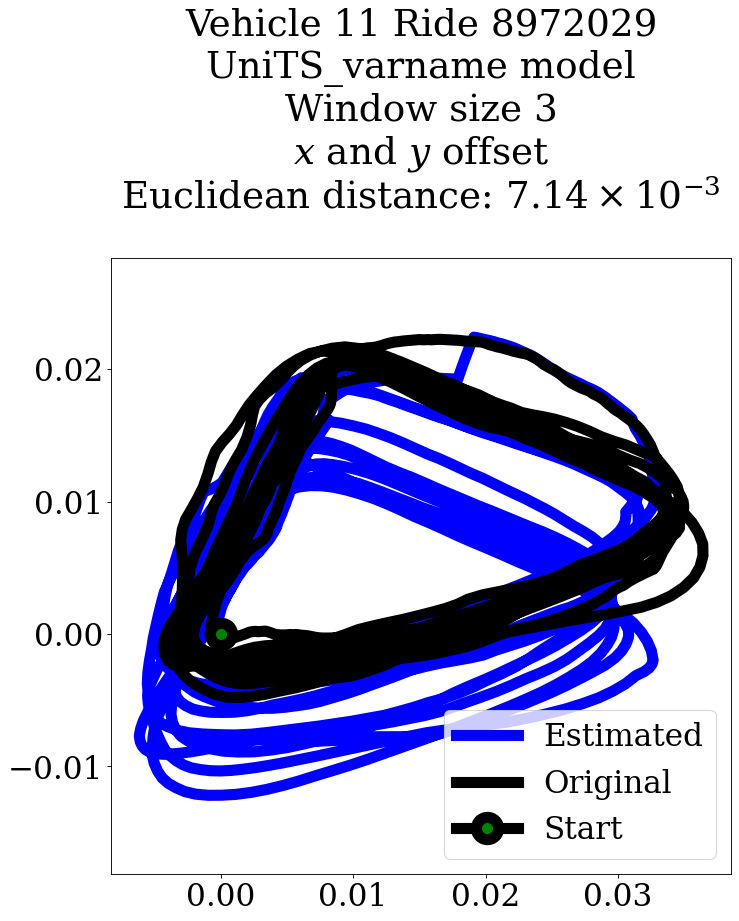 Vehicle 11 Ride 8972029
UniTS_varname model
Window size 3
x and y offset
Euclidean distance: 7.14 × 10⁻³
0.02
0.01
0.00
−0.01
Estimated
Original
Start
0.00 0.01 0.02 0.03